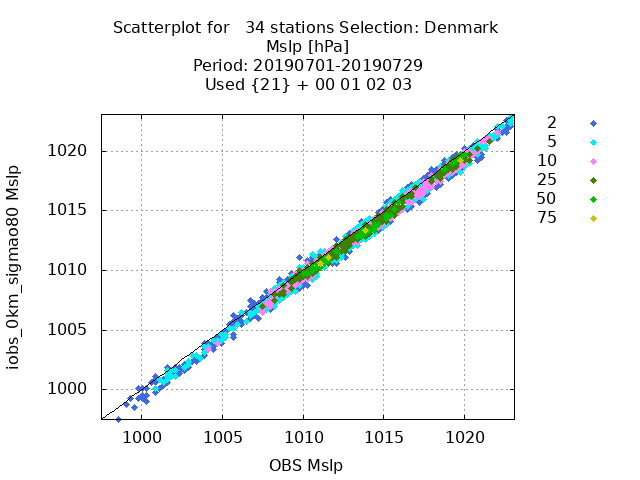 Scatterplot for   34 stations Selection: Denmark
Mslp [hPa]
Period: 20190701-20190729
Used {21} + 00 01 02 03
iobs_0km_sigmao80 Mslp
1020
1015
1010
1005
1000
1000 1005 1010 1015 1020
OBS Mslp
2
5
10
25
50
75